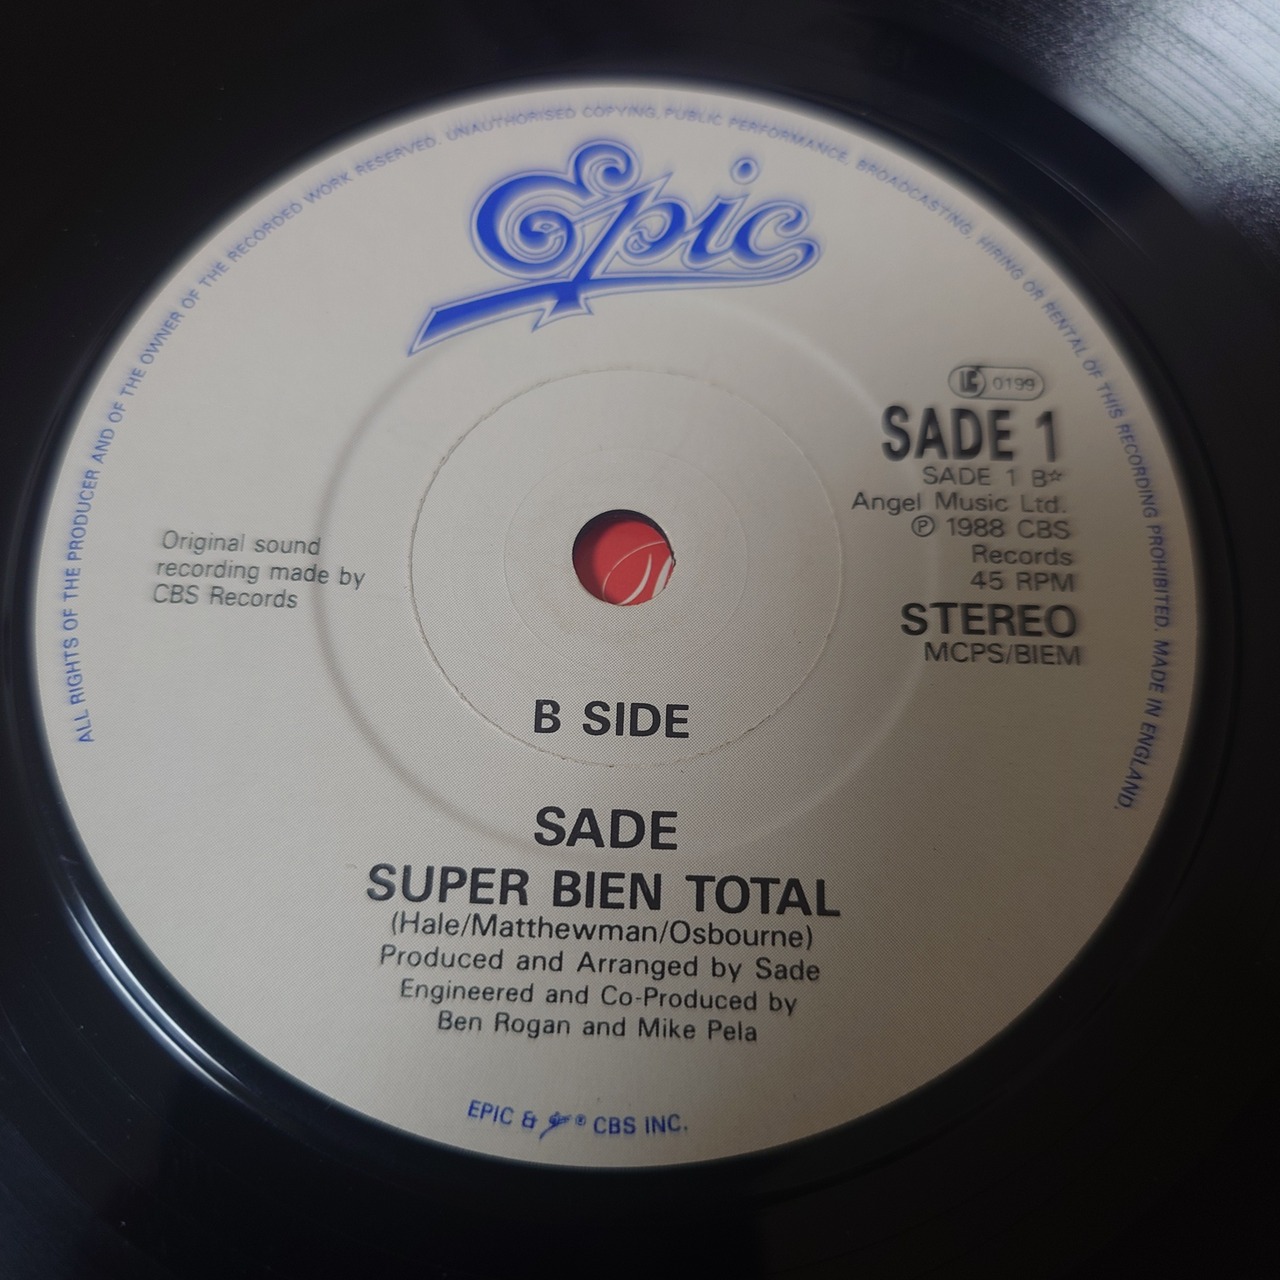 ALL RIGHTS OF THE PRODUCER AND OF THE OWNER OF THE RECORDED WORK RESERVED. UNAUTHORISED COPYING, PUBLIC PERFORMANCE, BROADCASTING, HIRING OR RENTAL OF THIS RECORDING PROHIBITED. MADE IN ENGLAND.
Epic
LC 0199
SADE 1
SADE 1 B☆
Angel Music Ltd.
℗ 1988 CBS
Records
45 RPM
STEREO
MCPS/BIEM
Original sound
recording made by
CBS Records
B SIDE
SADE
SUPER BIEN TOTAL
(Hale/Matthewman/Osbourne)
Produced and Arranged by Sade
Engineered and Co-Produced by
Ben Rogan and Mike Pela
EPIC & ® CBS INC.